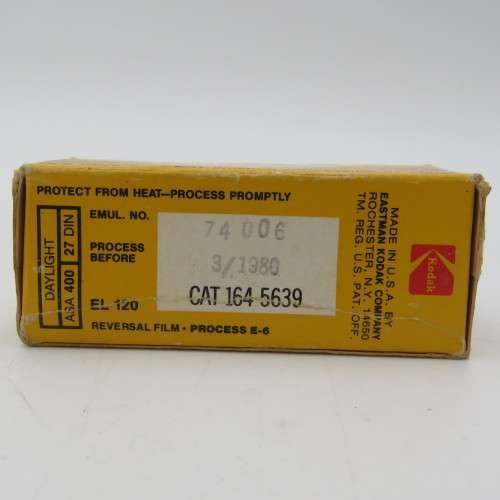 PROTECT FROM HEAT—PROCESS PROMPTLY
DAYLIGHT
ASA 400 27 DIN
EMUL. NO.
74 006
PROCESS
BEFORE
3/1980
EL 120
CAT 164 5639
REVERSAL FILM • PROCESS E-6
MADE IN U.S.A. BY
EASTMAN KODAK COMPANY
ROCHESTER, N.Y. 14650
TM. REG. U.S. PAT. OFF.
Kodak